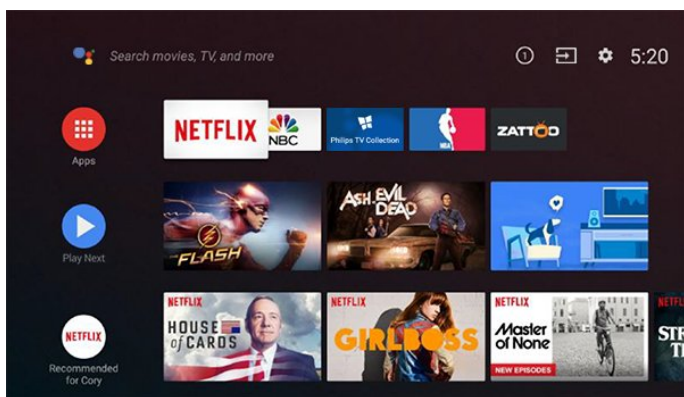 Search movies, TV, and more
1
5:20
Apps
NETFLIX
NBC
Philips TV Collection
NBA
ZATTOO
Play Next
THE
FLASH
ASH VS EVIL
DEAD
NETFLIX
Recommended
for Cory
NETFLIX
HOUSE
of CARDS
NETFLIX
GIRLBOSS
NETFLIX
Master
of None
NEW EPISODES
NETFLIX
STR
TH